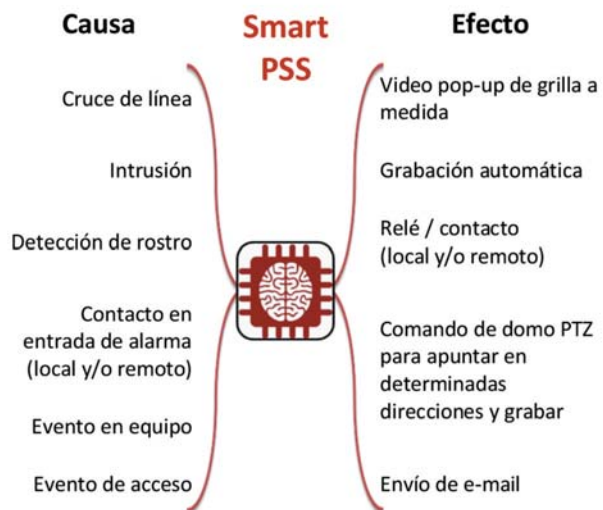 Causa
Smart
PSS
Efecto
Cruce de línea
Intrusión
Detección de rostro
Contacto en
entrada de alarma
(local y/o remoto)
Evento en equipo
Evento de acceso
Video pop-up de grilla a
medida
Grabación automática
Relé / contacto
(local y/o remoto)
Comando de domo PTZ
para apuntar en
determinadas
direcciones y grabar
Envío de e-mail